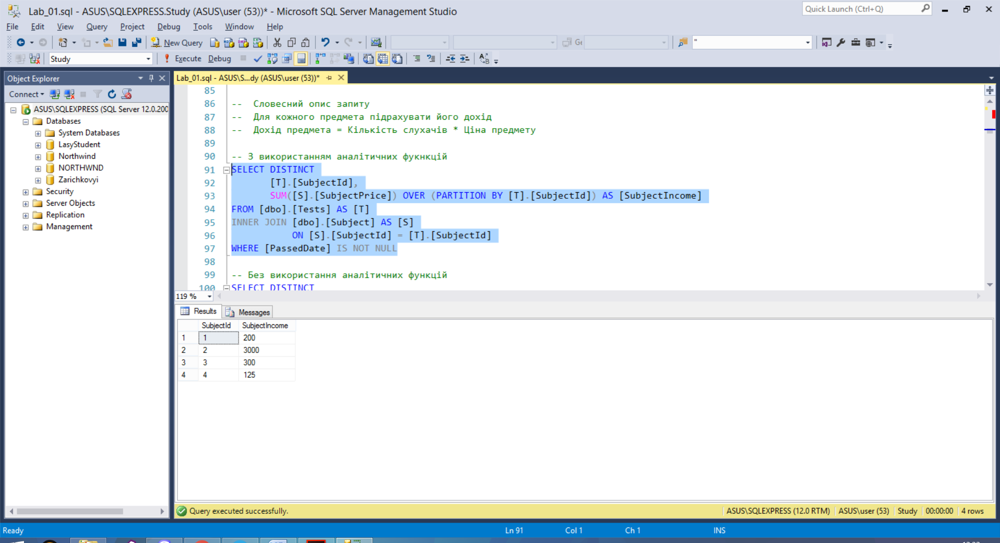 Lab_01.sql - ASUS\SQLEXPRESS.Study (ASUS\user (53))* - Microsoft SQL Server Management Studio
Quick Launch (Ctrl+Q)
File Edit View Query Project Debug Tools Window Help
New Query
"
Study
Execute Debug
Object Explorer
Connect
ASUS\SQLEXPRESS (SQL Server 12.0.200
Databases
System Databases
LasyStudent
Northwind
NORTHWND
Zarichkovyi
Security
Server Objects
Replication
Management
Lab_01.sql - ASUS\S...dy (ASUS\user (53))*
85
86 -- Словесний опис запиту
87 -- Для кожного предмета підрахувати його дохід
88 -- Дохід предмета = Кількість слухачів * Ціна предмету
89
90 -- З використанням аналітичних фукнкцій
91 SELECT DISTINCT
92 [T].[SubjectId],
93 SUM([S].[SubjectPrice]) OVER (PARTITION BY [T].[SubjectId]) AS [SubjectIncome]
94 FROM [dbo].[Tests] AS [T]
95 INNER JOIN [dbo].[Subject] AS [S]
96 ON [S].[SubjectId] = [T].[SubjectId]
97 WHERE [PassedDate] IS NOT NULL
98
99 -- Без використання аналітичних функцій
100 SELECT DISTINCT
119 %
Results Messages
SubjectId SubjectIncome
1 1 200
2 2 3000
3 3 300
4 4 125
Query executed successfully.
ASUS\SQLEXPRESS (12.0 RTM) ASUS\user (53) Study 00:00:00 4 rows
Ready Ln 91 Col 1 Ch 1 INS